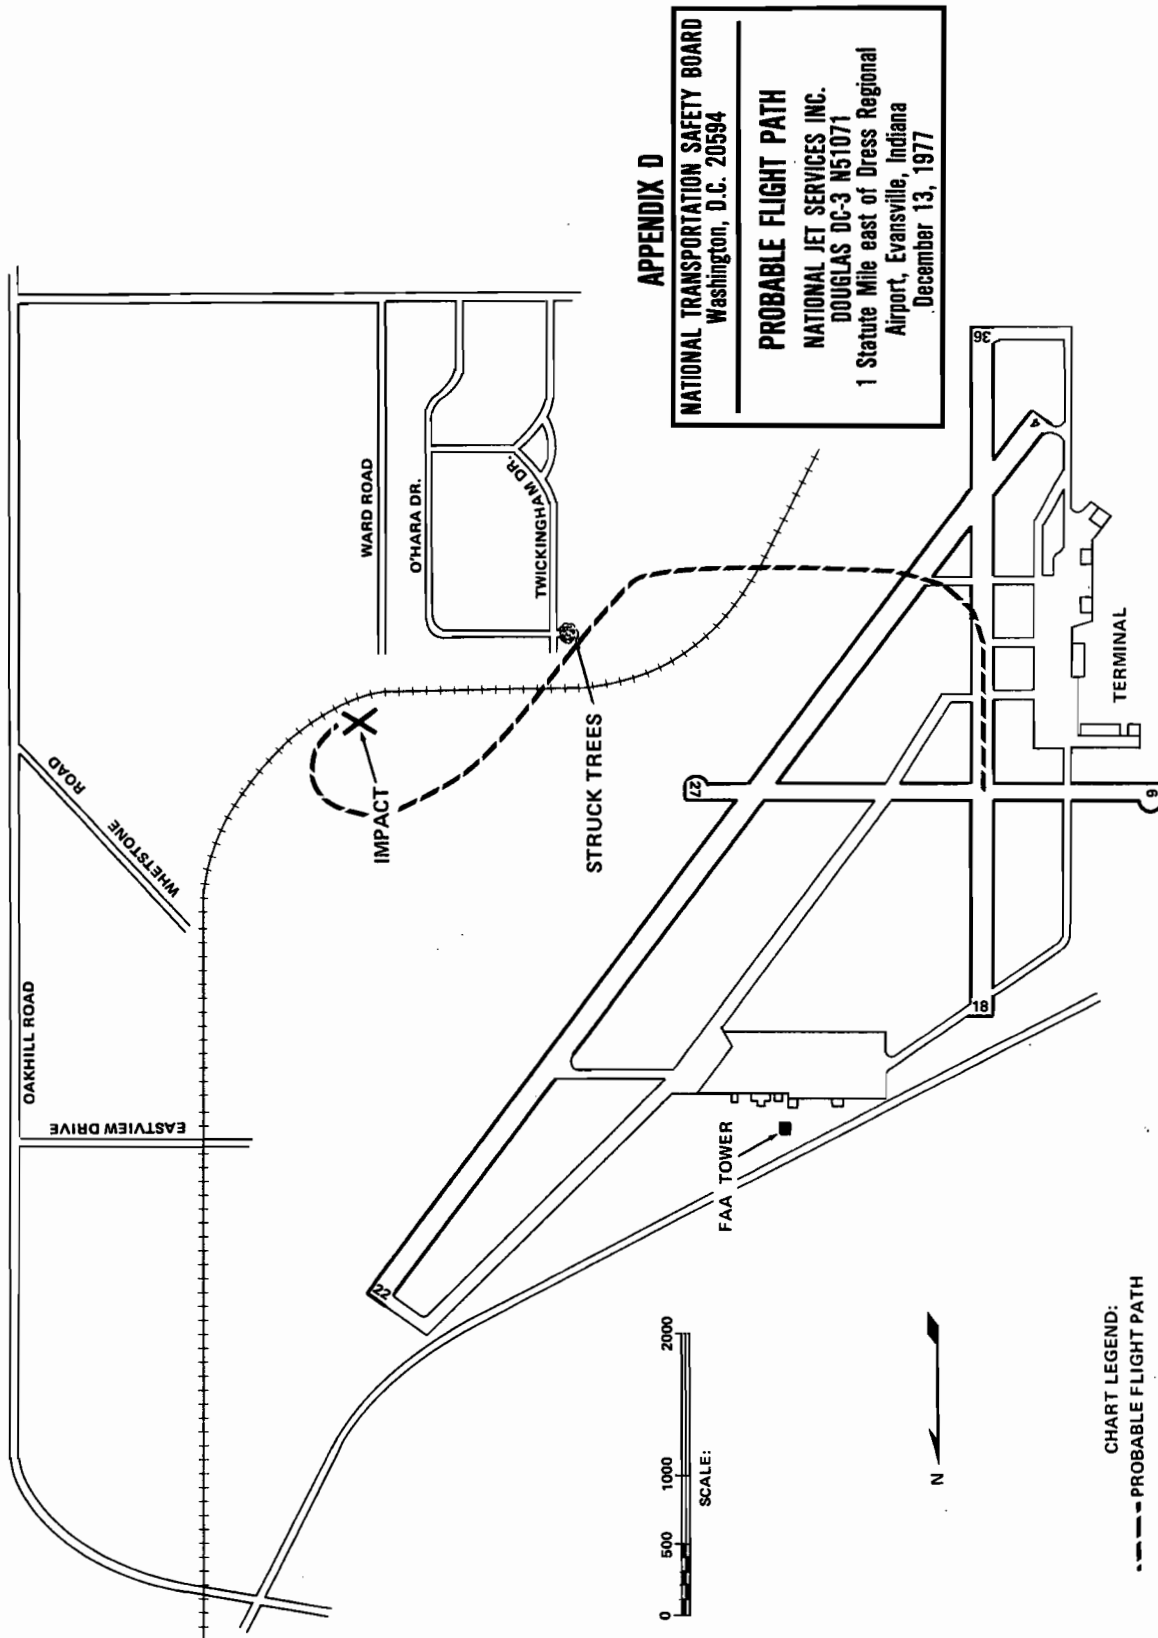 APPENDIX D
NATIONAL TRANSPORTATION SAFETY BOARD
Washington, D.C. 20594
PROBABLE FLIGHT PATH
NATIONAL JET SERVICES INC.
DOUGLAS DC-3 N51071
1 Statute Mile east of Dress Regional
Airport, Evansville, Indiana
December 13, 1977
OAKHILL ROAD
EASTVIEW DRIVE
WHETSTONE
ROAD
WARD ROAD
O'HARA DR.
TWICKINGHAM DR.
IMPACT
STRUCK TREES
27
36
4
18
22
9
TERMINAL
FAA TOWER
0
500
1000
2000
SCALE:
N
CHART LEGEND:
PROBABLE FLIGHT PATH